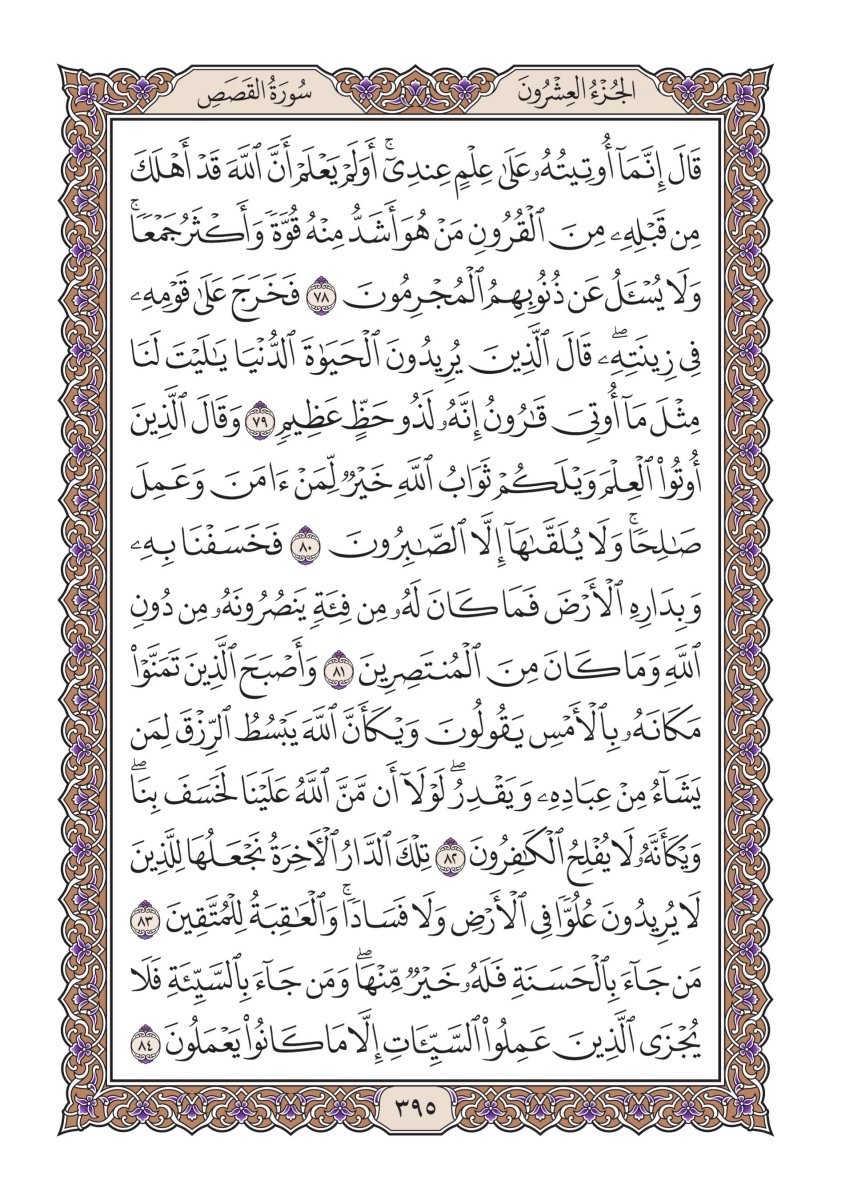 الجُزْءُ العِشْرُونَ
سُورَةُ القَصَصِ
قَالَ إِنَّمَآ أُوتِيتُهُۥ عَلَىٰ عِلْمٍ عِندِىٓۚ أَوَلَمْ يَعْلَمْ أَنَّ ٱللَّهَ قَدْ أَهْلَكَ
مِن قَبْلِهِۦ مِنَ ٱلْقُرُونِ مَنْ هُوَ أَشَدُّ مِنْهُ قُوَّةً وَأَكْثَرُ جَمْعًاۚ
وَلَا يُسْـَٔلُ عَن ذُنُوبِهِمُ ٱلْمُجْرِمُونَ ٧٨ فَخَرَجَ عَلَىٰ قَوْمِهِۦ
فِى زِينَتِهِۦۖ قَالَ ٱلَّذِينَ يُرِيدُونَ ٱلْحَيَوٰةَ ٱلدُّنْيَا يَـٰلَيْتَ لَنَا
مِثْلَ مَآ أُوتِىَ قَـٰرُونُ إِنَّهُۥ لَذُو حَظٍّ عَظِيمٍ ٧٩ وَقَالَ ٱلَّذِينَ
أُوتُوا۟ ٱلْعِلْمَ وَيْلَكُمْ ثَوَابُ ٱللَّهِ خَيْرٌ لِّمَنْ ءَامَنَ وَعَمِلَ
صَـٰلِحًاۚ وَلَا يُلَقَّىٰهَآ إِلَّا ٱلصَّـٰبِرُونَ ٨٠ فَخَسَفْنَا بِهِۦ
وَبِدَارِهِ ٱلْأَرْضَ فَمَا كَانَ لَهُۥ مِن فِئَةٍ يَنصُرُونَهُۥ مِن دُونِ
ٱللَّهِ وَمَا كَانَ مِنَ ٱلْمُنتَصِرِينَ ٨١ وَأَصْبَحَ ٱلَّذِينَ تَمَنَّوْا۟
مَكَانَهُۥ بِٱلْأَمْسِ يَقُولُونَ وَيْكَأَنَّ ٱللَّهَ يَبْسُطُ ٱلرِّزْقَ لِمَن
يَشَآءُ مِنْ عِبَادِهِۦ وَيَقْدِرُۖ لَوْلَآ أَن مَّنَّ ٱللَّهُ عَلَيْنَا لَخَسَفَ بِنَاۖ
وَيْكَأَنَّهُۥ لَا يُفْلِحُ ٱلْكَـٰفِرُونَ ٨٢ تِلْكَ ٱلدَّارُ ٱلْـَٔاخِرَةُ نَجْعَلُهَا لِلَّذِينَ
لَا يُرِيدُونَ عُلُوًّا فِى ٱلْأَرْضِ وَلَا فَسَادًاۚ وَٱلْعَـٰقِبَةُ لِلْمُتَّقِينَ ٨٣
مَن جَآءَ بِٱلْحَسَنَةِ فَلَهُۥ خَيْرٌ مِّنْهَاۖ وَمَن جَآءَ بِٱلسَّيِّئَةِ فَلَا
يُجْزَى ٱلَّذِينَ عَمِلُوا۟ ٱلسَّيِّـَٔاتِ إِلَّا مَا كَانُوا۟ يَعْمَلُونَ ٨٤
٣٩٥